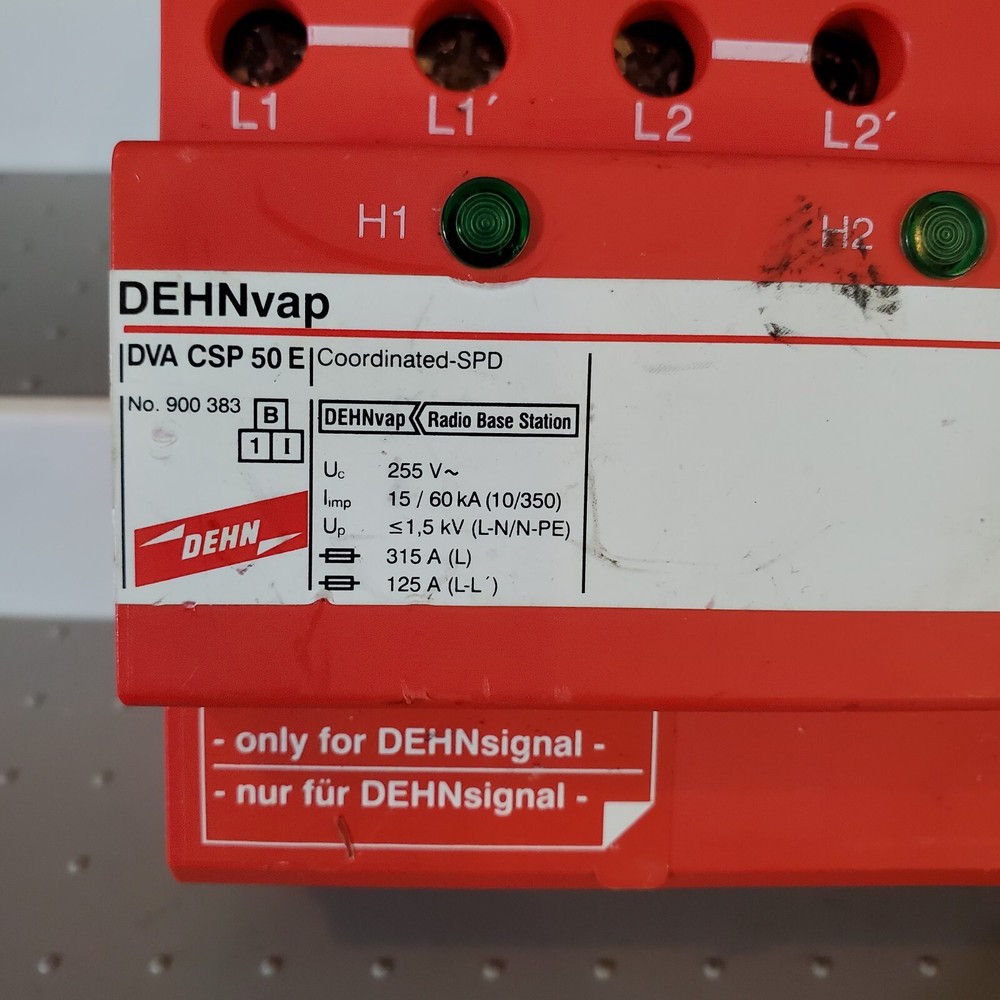 L1 L1´ L2 L2´
H1 H2
DEHNvap
DVA CSP 50 E Coordinated-SPD
No. 900 383
B
1 I
DEHNvap Radio Base Station
Uc 255 V~
Iimp 15 / 60 kA (10/350)
Up ≤1,5 kV (L-N/N-PE)
315 A (L)
125 A (L-L´)
DEHN
- only for DEHNsignal -
- nur für DEHNsignal -